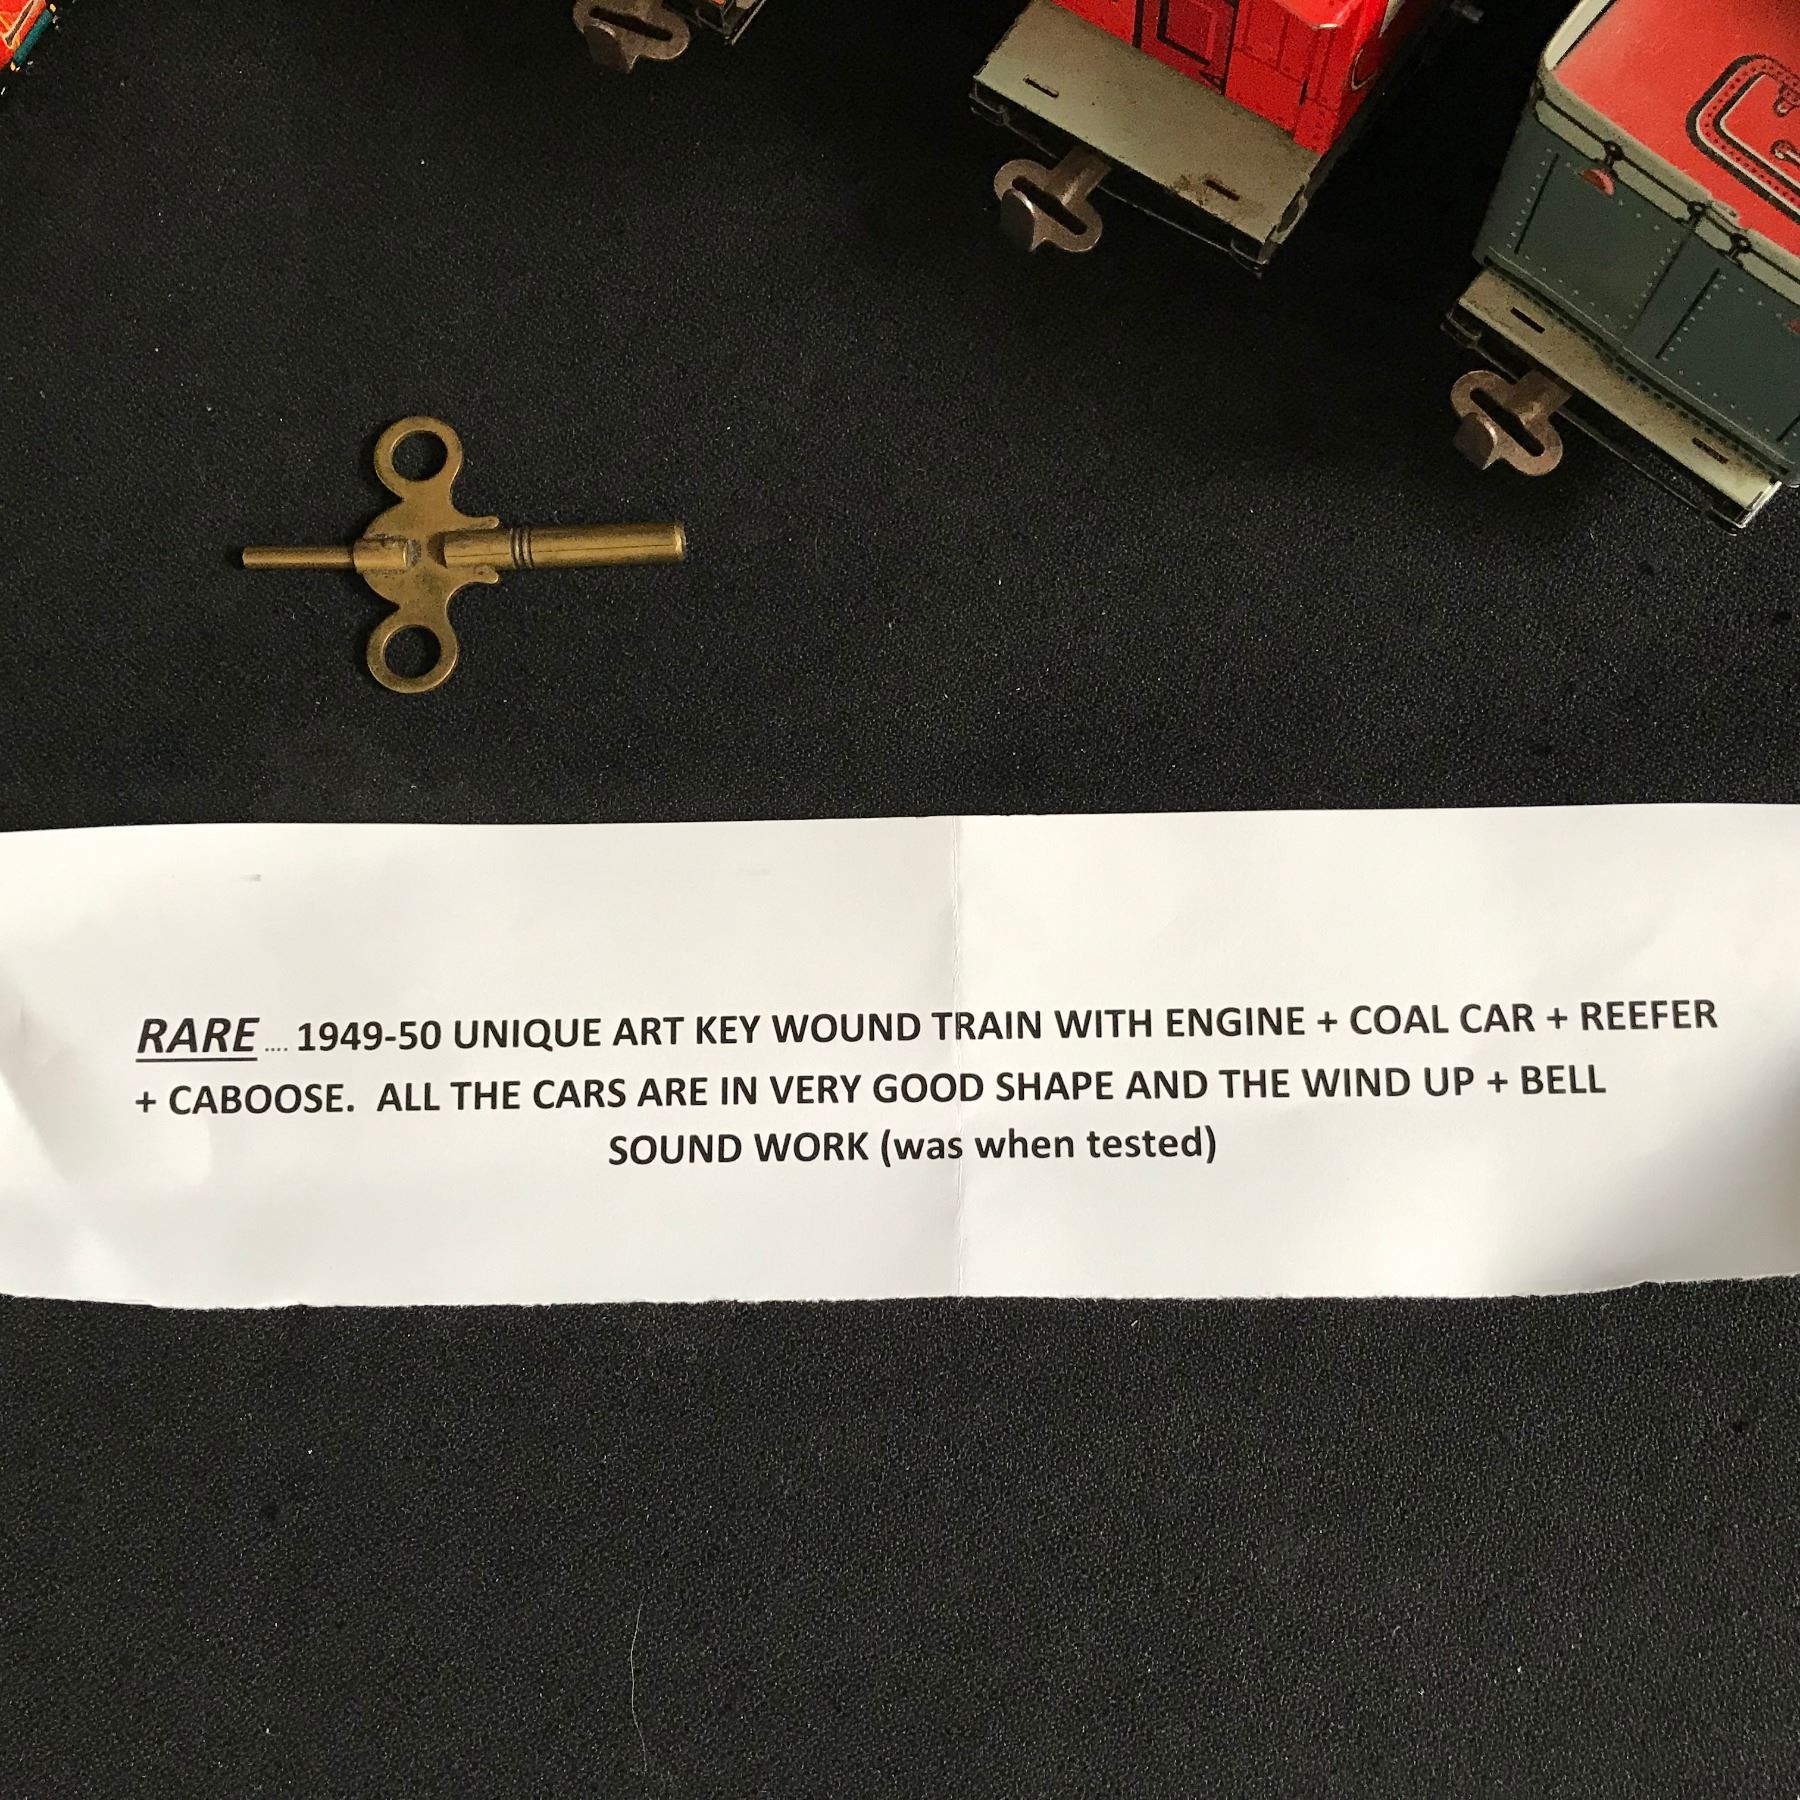 RARE .... 1949-50 UNIQUE ART KEY WOUND TRAIN WITH ENGINE + COAL CAR + REEFER
+ CABOOSE. ALL THE CARS ARE IN VERY GOOD SHAPE AND THE WIND UP + BELL
SOUND WORK (was when tested)